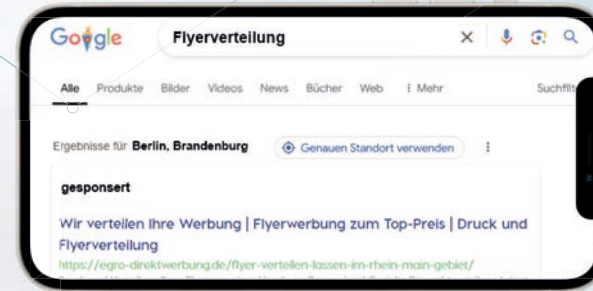 Google
Flyerverteilung
Alle Produkte Bilder Videos News Bücher Web Mehr Suchfilt
Ergebnisse für Berlin, Brandenburg Genauen Standort verwenden
gesponsert
Wir verteilen Ihre Werbung | Flyerwerbung zum Top-Preis | Druck und
Flyerverteilung
https://egro-direktwerbung.de/flyer-verteilen-lassen-im-rhein-main-gebiet/